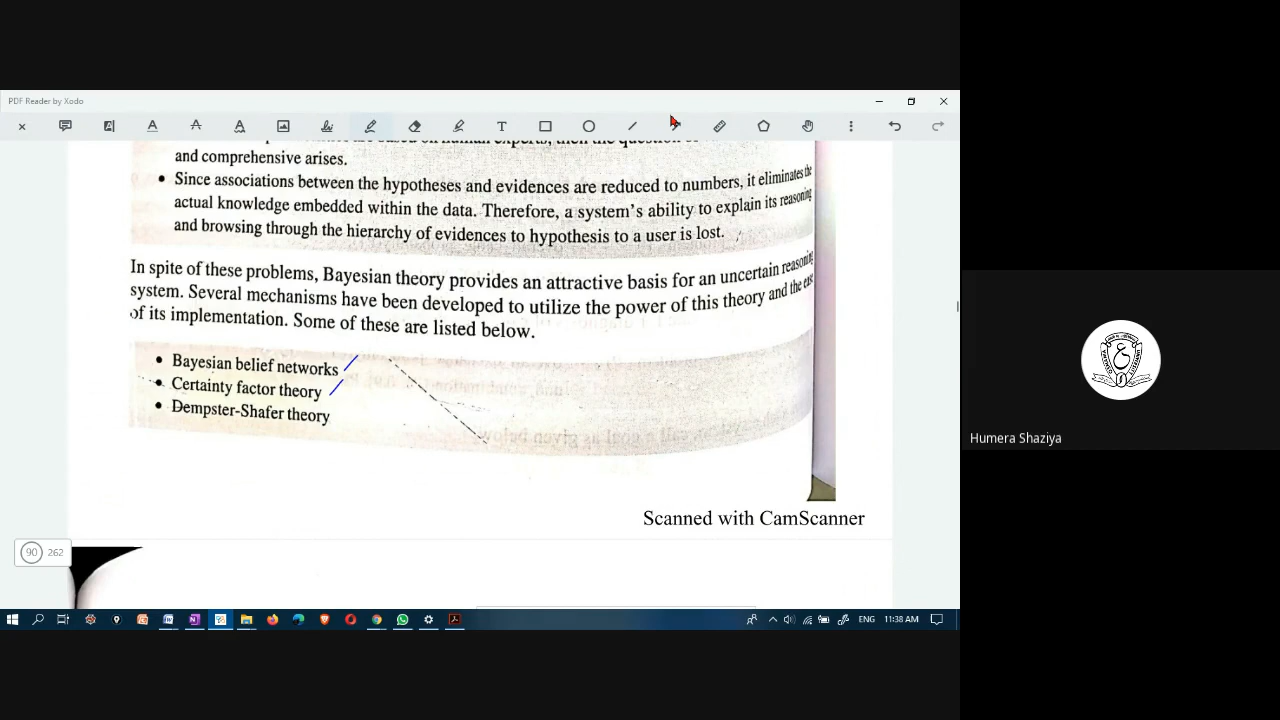 PDF Reader by Xodo
and comprehensive arises.
• Since associations between the hypotheses and evidences are reduced to numbers, it eliminates the
actual knowledge embedded within the data. Therefore, a system's ability to explain its reasoning
and browsing through the hierarchy of evidences to hypothesis to a user is lost.
In spite of these problems, Bayesian theory provides an attractive basis for an uncertain reasoning
system. Several mechanisms have been developed to utilize the power of this theory and the ease
of its implementation. Some of these are listed below.
• Bayesian belief networks
• Certainty factor theory
• Dempster-Shafer theory
Scanned with CamScanner
90 262
Humera Shaziya
ENG 11:38 AM